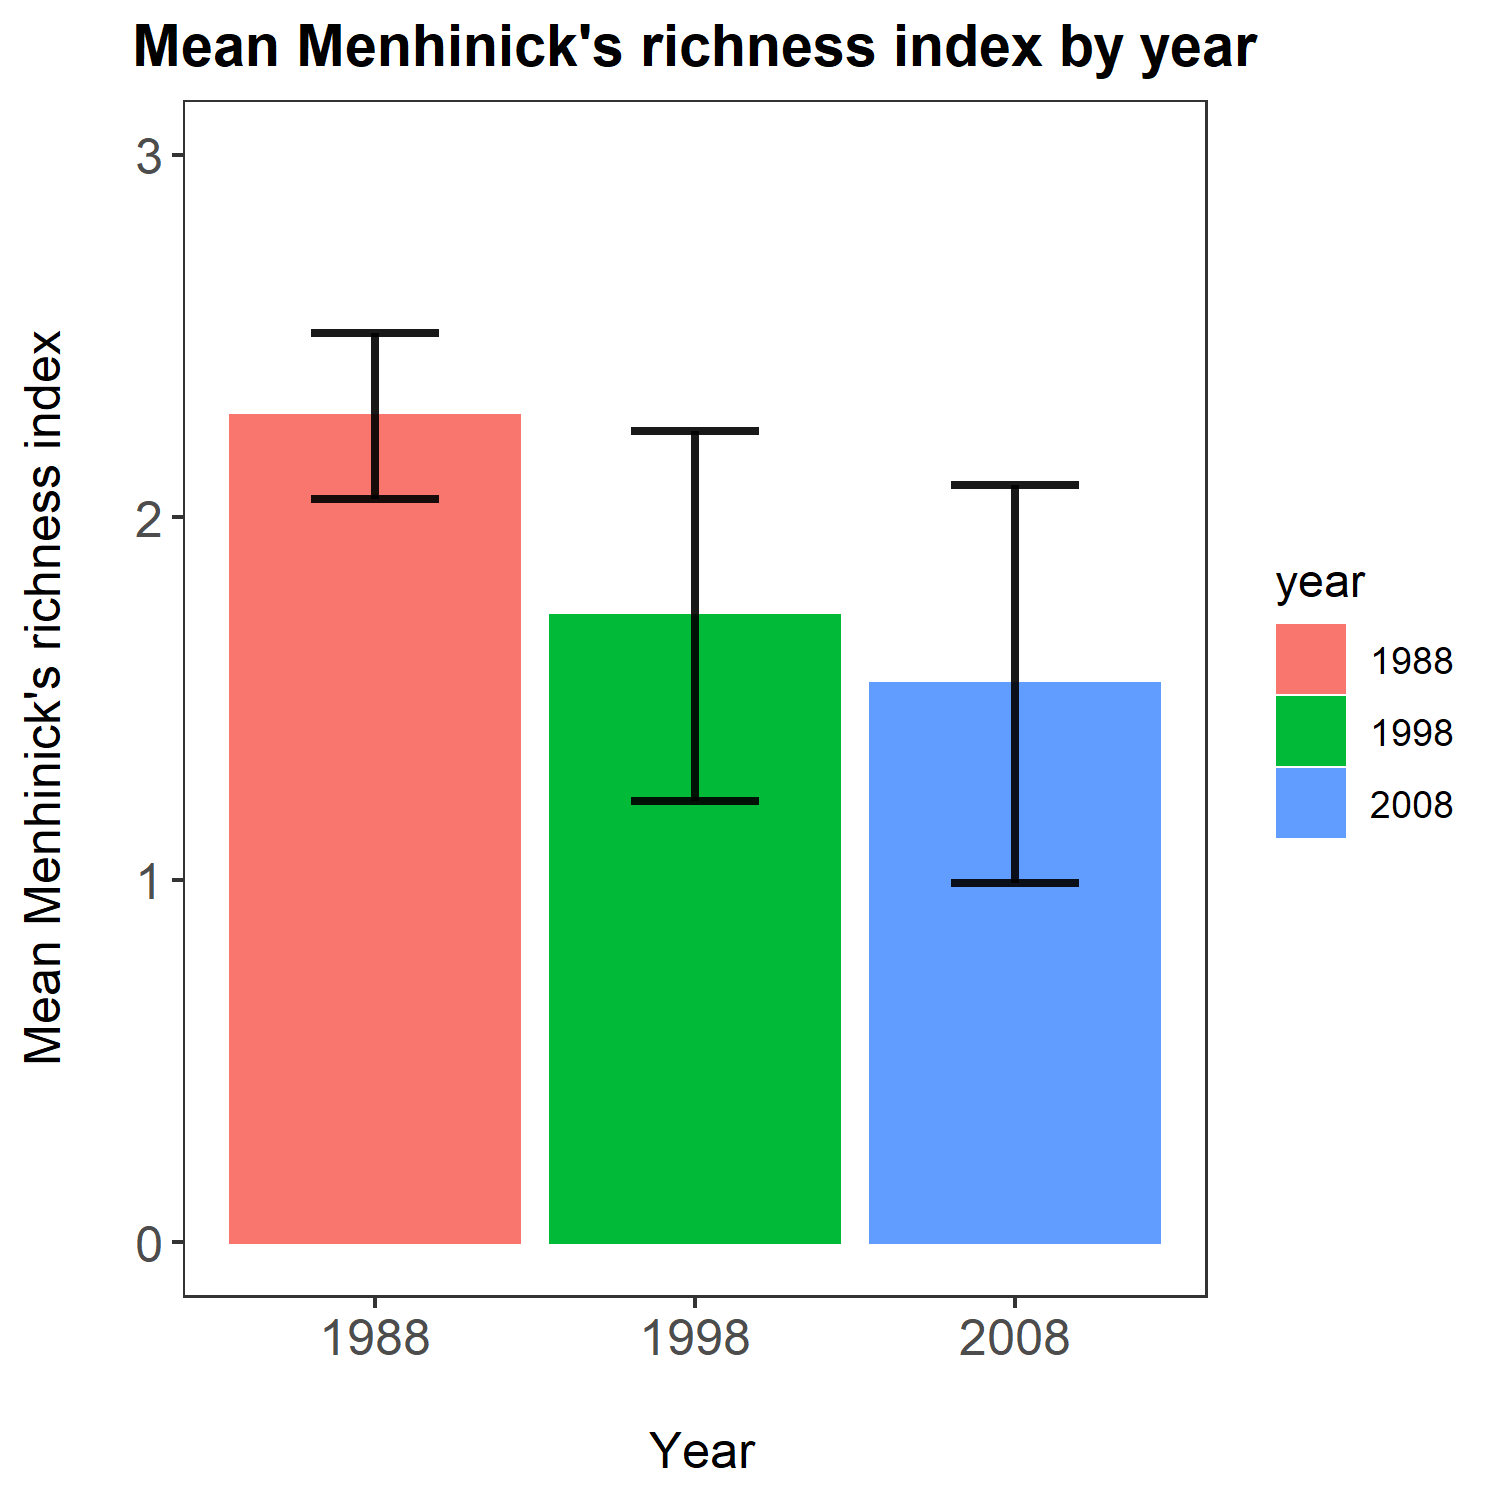 Mean Menhinick's richness index by year
Mean Menhinick's richness index
3
2
1
0
1988
1998
2008
Year
year
1988
1998
2008